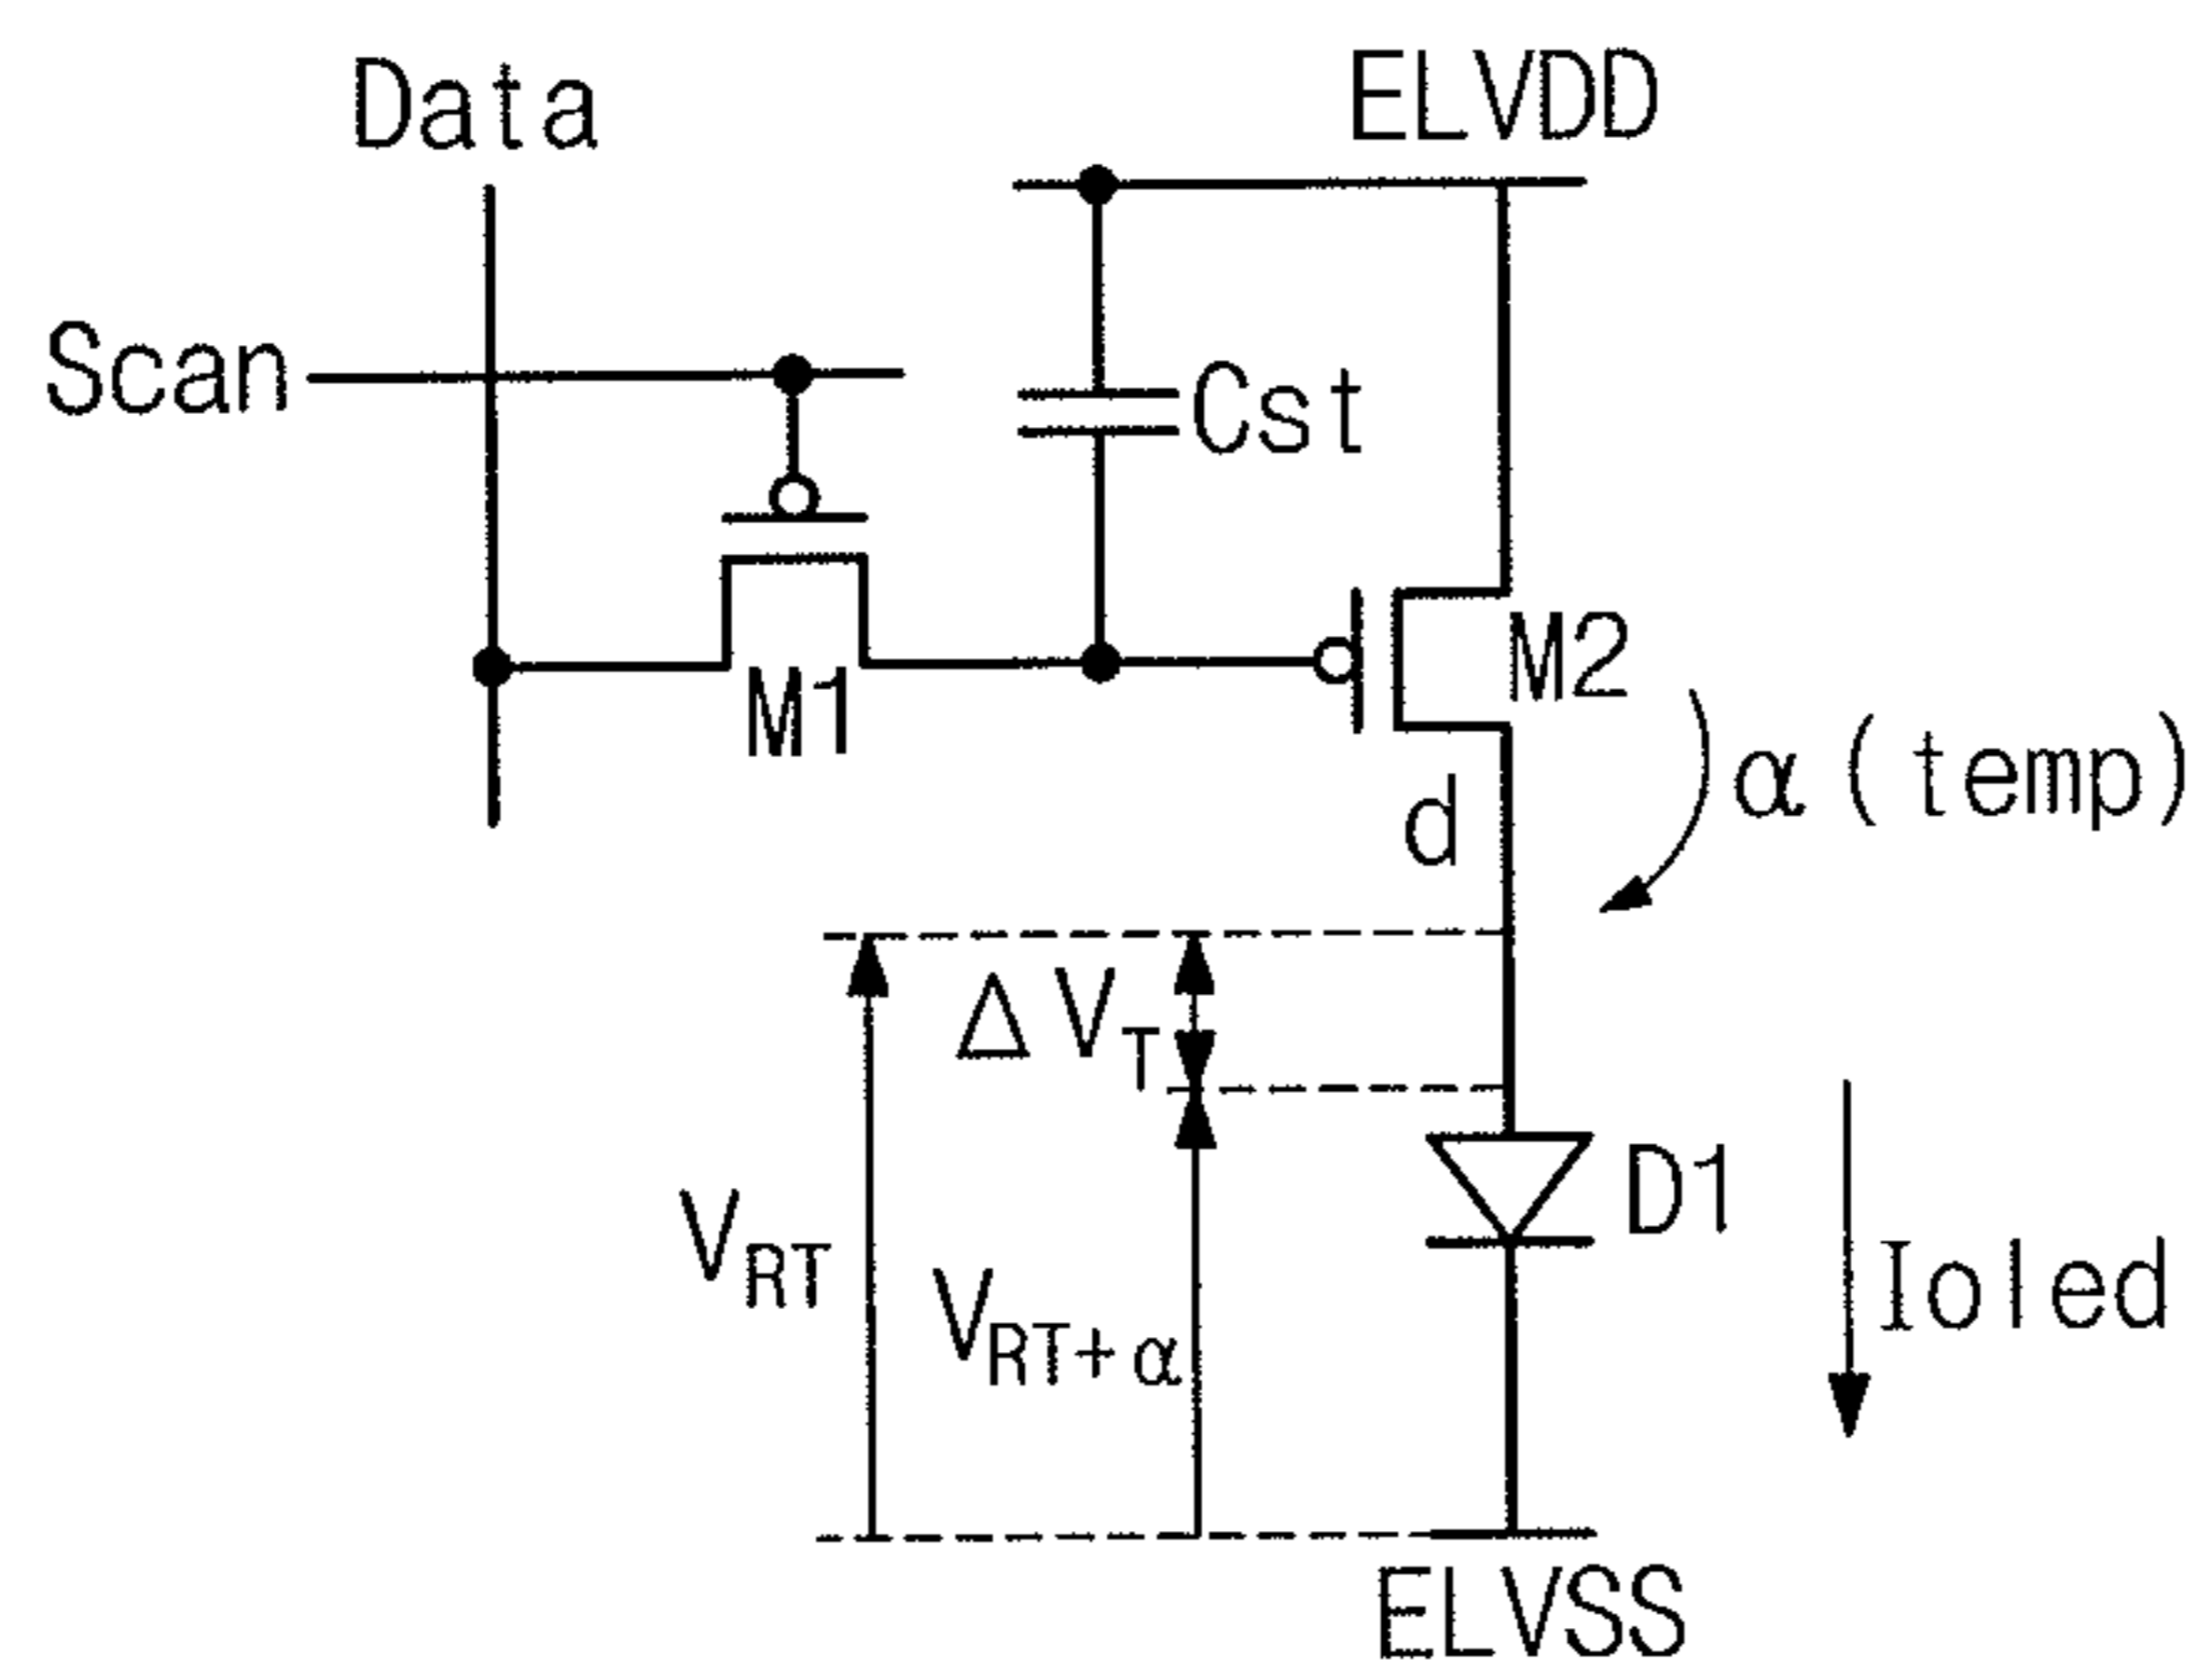 Data
ELVDD
Scan
Cst
M1
M2
α(temp)
d
ΔV_T
V_RT
V_RT+α
D1
Ioled
ELVSS